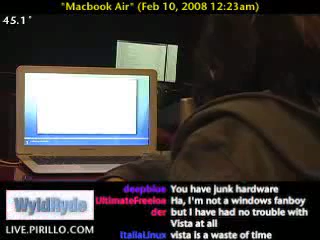 "Macbook Air" (Feb 10, 2008 12:23am)
45.1°
deepblue You have junk hardware
UltimateFreeloa Ha, I'm not a windows fanboy
der but I have had no trouble with
Vista at all
ItaliaLinux vista is a waste of time
WyldRyde
LIVE.PIRILLO.COM